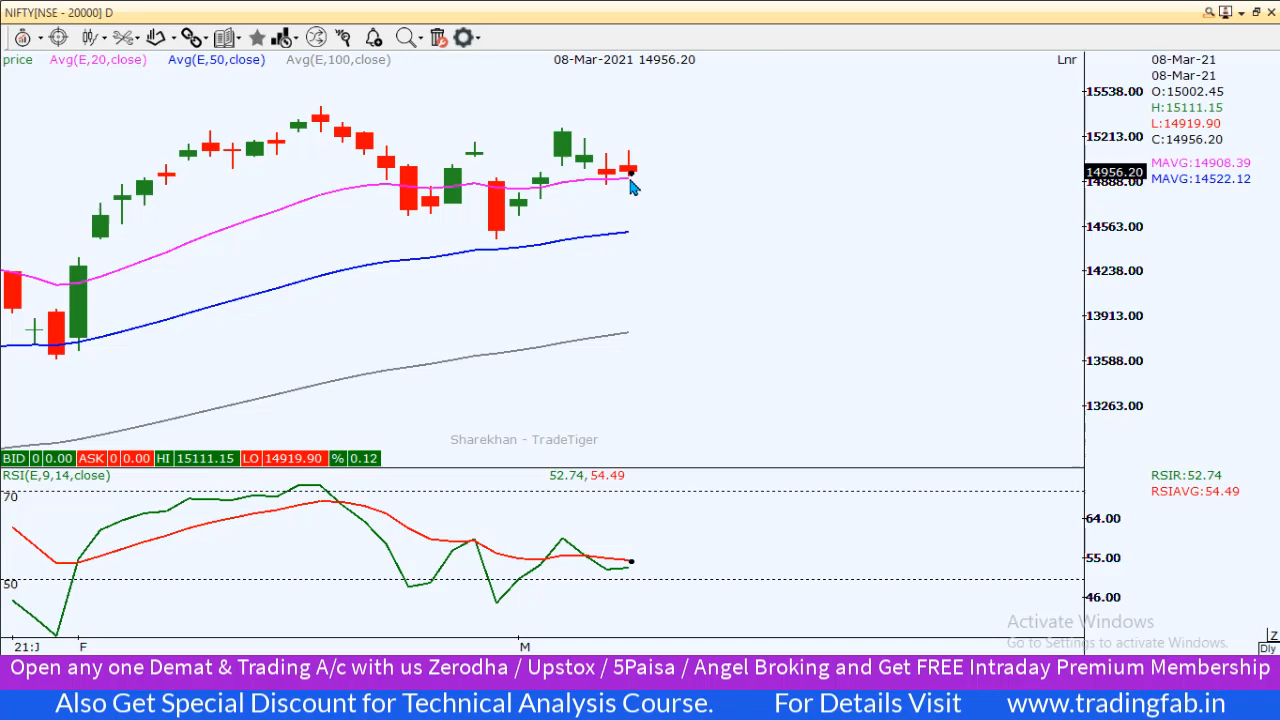 NIFTY[NSE - 20000] D
price Avg(E,20,close) Avg(E,50,close) Avg(E,100,close) 08-Mar-2021 14956.20 Lnr
08-Mar-21
08-Mar-21
O:15002.45
H:15111.15
L:14919.90
C:14956.20
MAVG:14908.39
MAVG:14522.12
15538.00
15213.00
14956.20
14888.00
14563.00
14238.00
13913.00
13588.00
13263.00
Sharekhan - TradeTiger
BID 0 0.00 ASK 0 0.00 HI 15111.15 LO 14919.90 % 0.12
RSI(E,9,14,close) 52.74, 54.49
RSIR:52.74
RSIAVG:54.49
70
64.00
55.00
50
46.00
Activate Windows
Go to Settings to activate Windows.
21:J F M
Z
Dly
Open any one Demat & Trading A/c with us Zerodha / Upstox / 5Paisa / Angel Broking and Get FREE Intraday Premium Membership
Also Get Special Discount for Technical Analysis Course. For Details Visit www.tradingfab.in